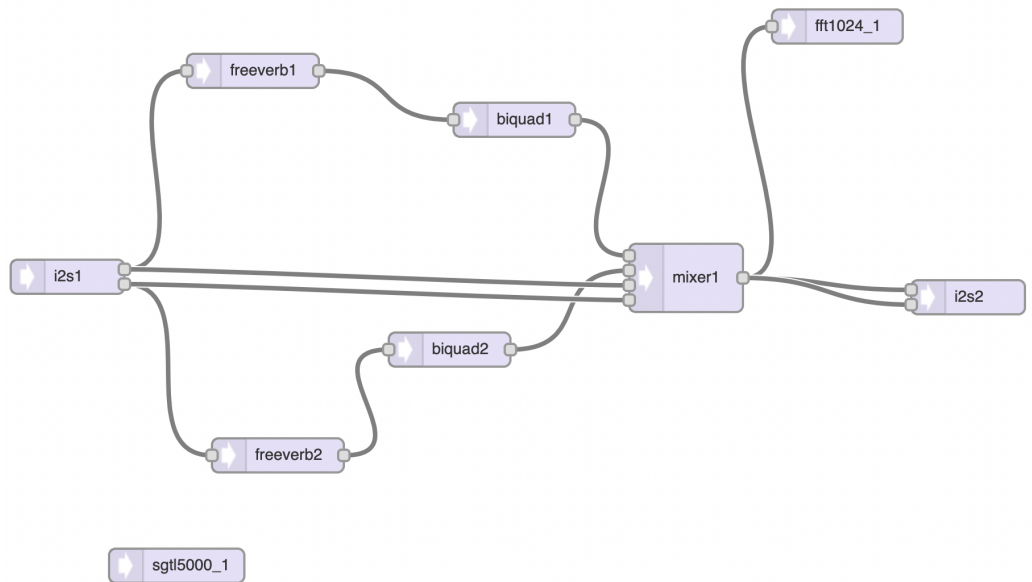 fft1024_1
freeverb1
biquad1
i2s1
mixer1
i2s2
biquad2
freeverb2
sgtl5000_1